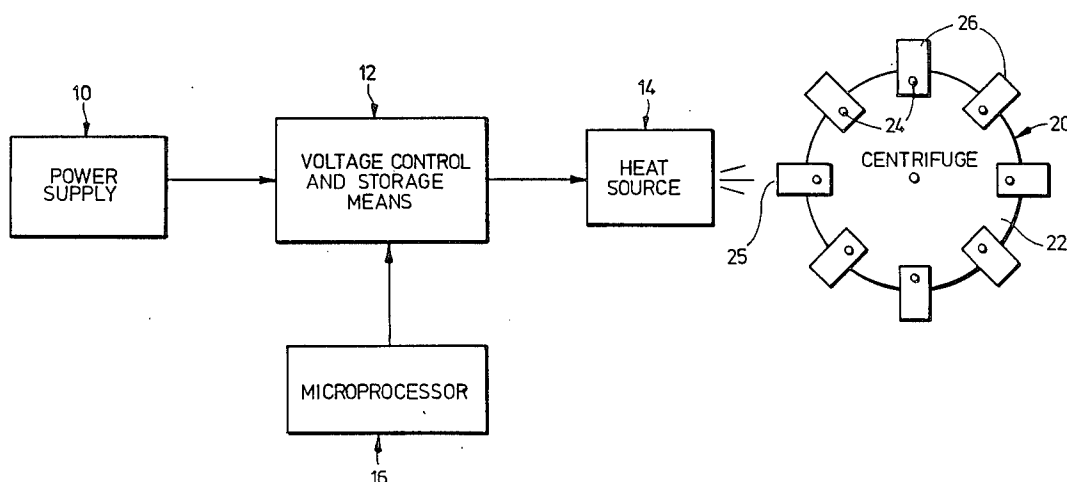 10
POWER
SUPPLY
12
VOLTAGE CONTROL
AND STORAGE
MEANS
14
HEAT
SOURCE
16
MICROPROCESSOR
20
CENTRIFUGE
22
24
25
26